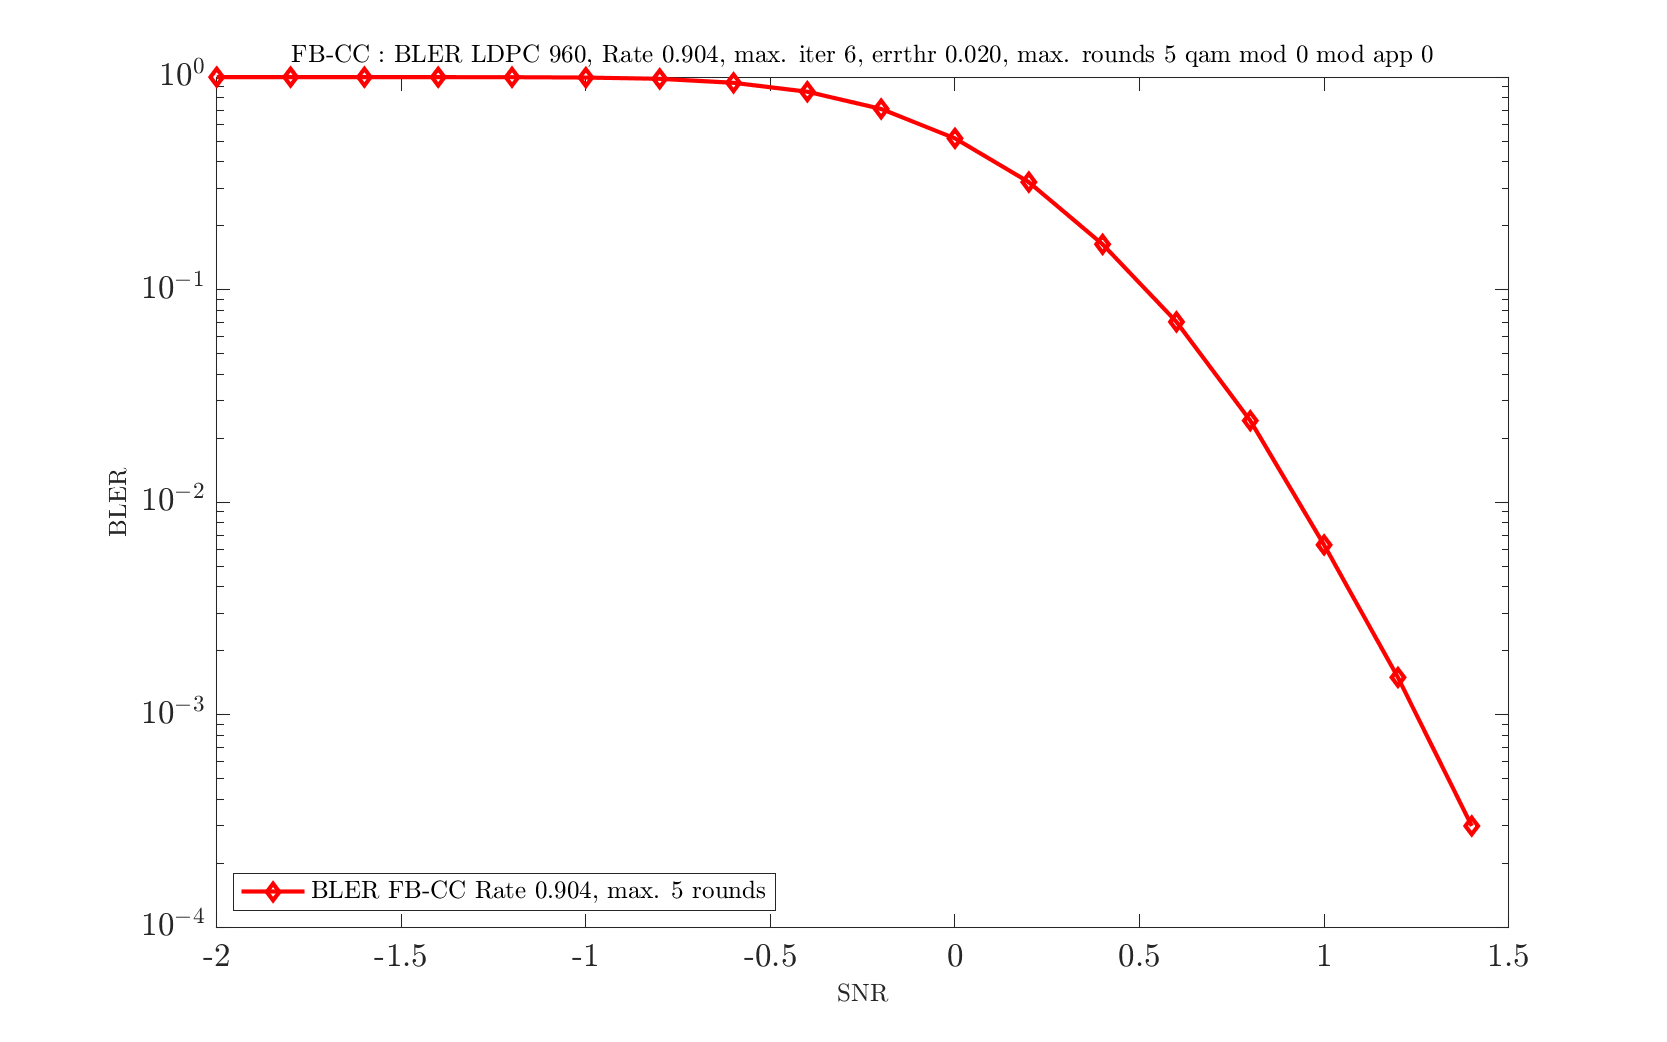 FB-CC : BLER LDPC 960, Rate 0.904, max. iter 6, errthr 0.020, max. rounds 5 qam mod 0 mod app 0
10^0
10^{-1}
10^{-2}
10^{-3}
10^{-4}
BLER
BLER FB-CC Rate 0.904, max. 5 rounds
-2 -1.5 -1 -0.5 0 0.5 1 1.5
SNR